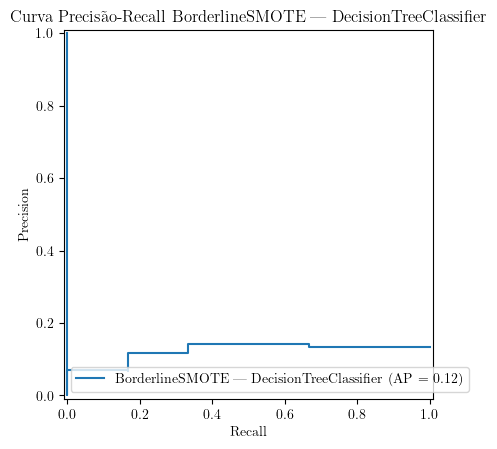 Curva Precisão-Recall BorderlineSMOTE — DecisionTreeClassifier
1.0
0.8
0.6
0.4
0.2
0.0
Precision
BorderlineSMOTE — DecisionTreeClassifier (AP = 0.12)
0.0 0.2 0.4 0.6 0.8 1.0
Recall